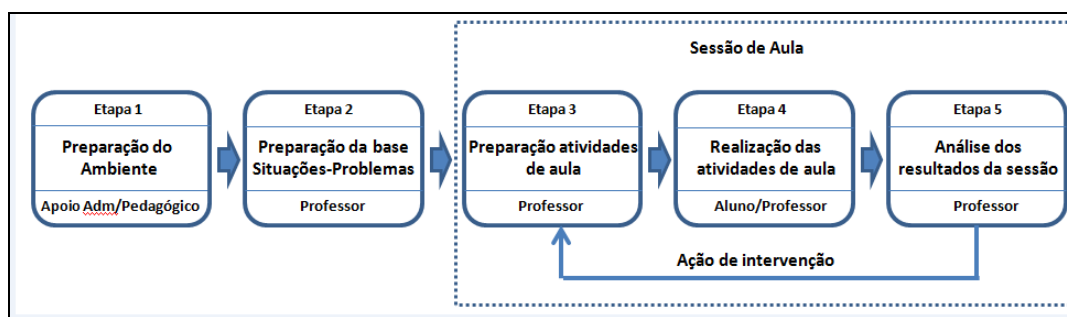 Sessão de Aula
Etapa 1
Preparação do
Ambiente
Apoio Adm/Pedagógico
Etapa 2
Preparação da base
Situações-Problemas
Professor
Etapa 3
Preparação atividades
de aula
Professor
Etapa 4
Realização das
atividades de aula
Aluno/Professor
Etapa 5
Análise dos
resultados da sessão
Professor
Ação de intervenção